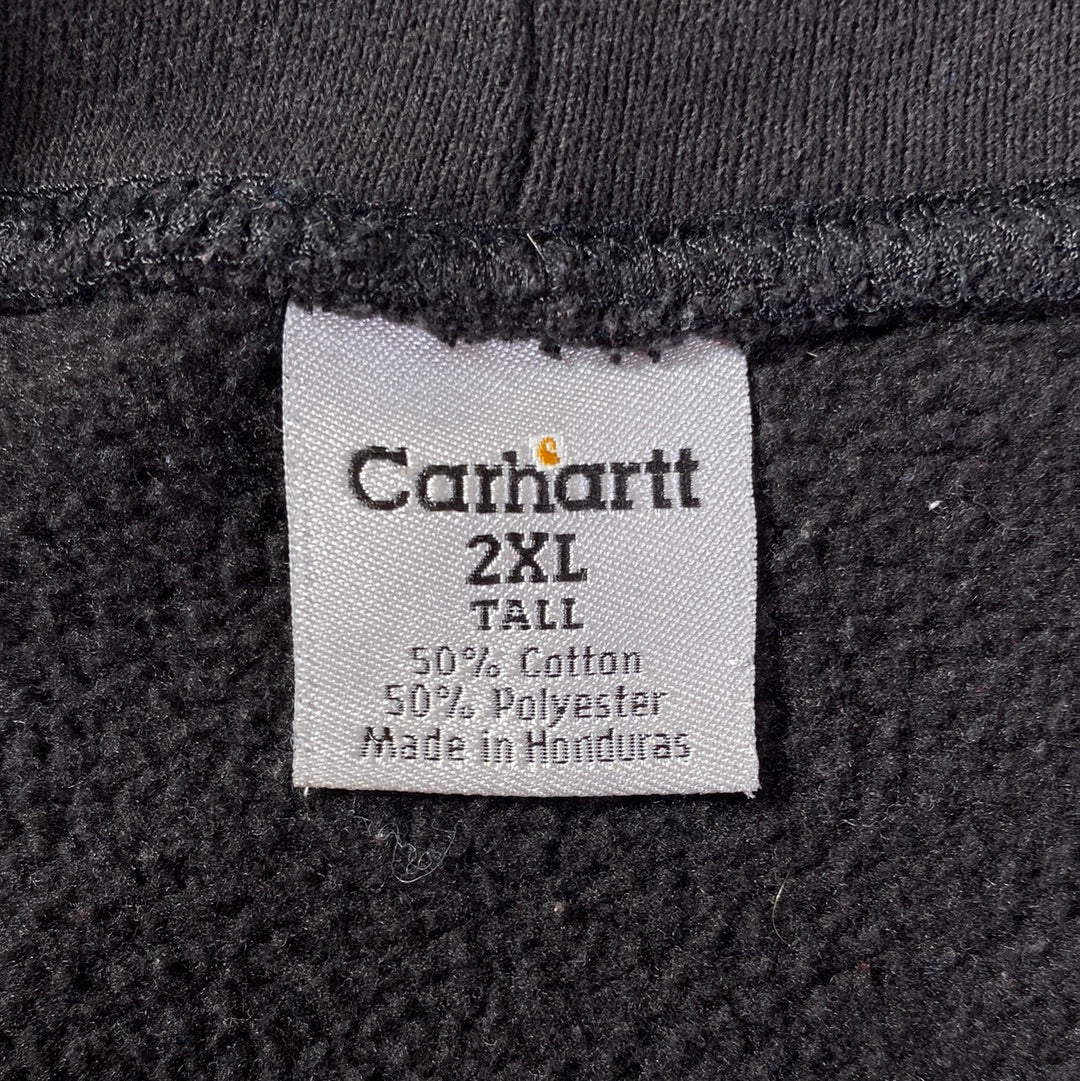 Carhartt
2XL
TALL
50% Cotton
50% Polyester
Made in Honduras